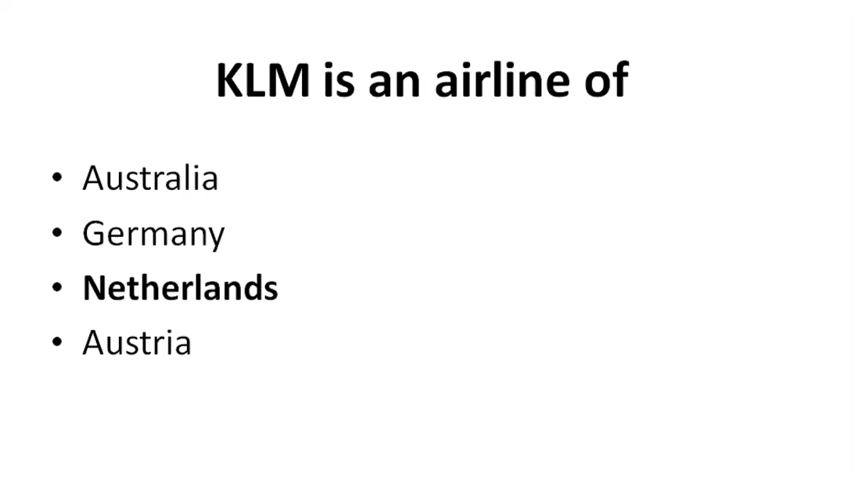 KLM is an airline of
• Australia
• Germany
• Netherlands
• Austria